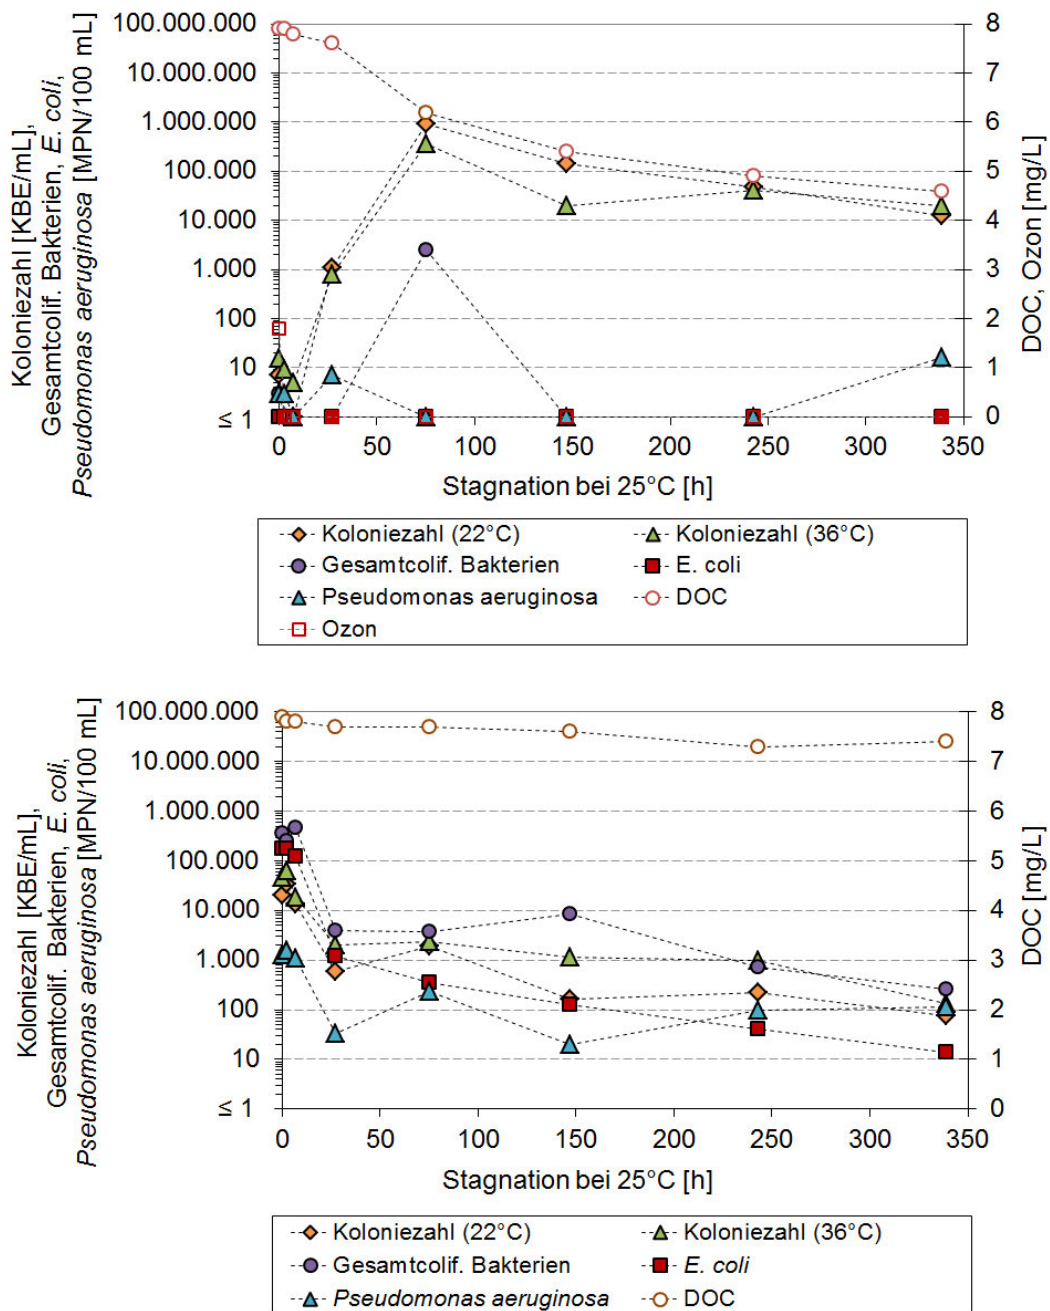 Koloniezahl [KBE/mL],
Gesamtcolif. Bakterien, E. coli,
Pseudomonas aeruginosa [MPN/100 mL]
100.000.000
10.000.000
1.000.000
100.000
10.000
1.000
100
10
≤ 1
8
7
6
5
4
3
2
1
0
DOC, Ozon [mg/L]
0 50 100 150 200 250 300 350
Stagnation bei 25°C [h]
Koloniezahl (22°C) Koloniezahl (36°C)
Gesamtcolif. Bakterien E. coli
Pseudomonas aeruginosa DOC
Ozon
Koloniezahl [KBE/mL],
Gesamtcolif. Bakterien, E. coli,
Pseudomonas aeruginosa [MPN/100 mL]
100.000.000
10.000.000
1.000.000
100.000
10.000
1.000
100
10
≤ 1
8
7
6
5
4
3
2
1
0
DOC [mg/L]
0 50 100 150 200 250 300 350
Stagnation bei 25°C [h]
Koloniezahl (22°C) Koloniezahl (36°C)
Gesamtcolif. Bakterien E. coli
Pseudomonas aeruginosa DOC